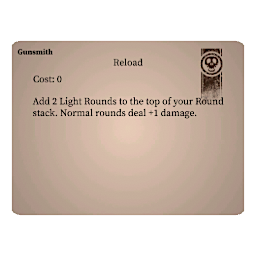 Gunsmith
Reload
Cost: 0
Add 2 Light Rounds to the top of your Round
stack. Normal rounds deal +1 damage.